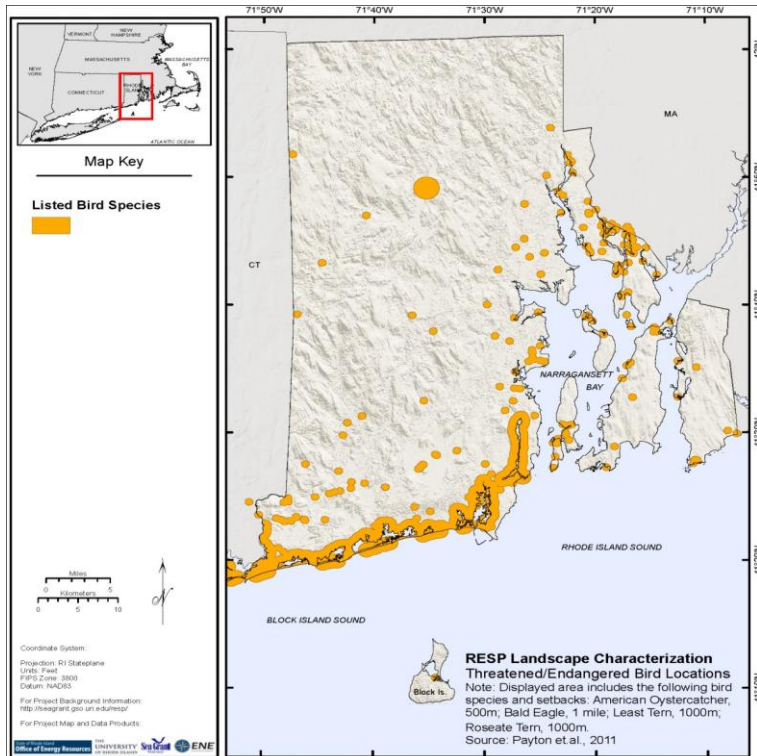 71°50'W 71°40'W 71°30'W 71°20'W 71°10'W
VERMONT
NEW HAMPSHIRE
NEW YORK
MASSACHUSETTS
MASSACHUSETTS BAY
CONNECTICUT
RHODE ISLAND
ATLANTIC OCEAN
Map Key
Listed Bird Species
MA
CT
NARRAGANSETT
BAY
RHODE ISLAND SOUND
BLOCK ISLAND SOUND
Block Is.
Miles
0 5
Kilometers
0 5 10
N
Coordinate System:
Projection: RI Stateplane
Units: Feet
FIPS Zone: 3800
Datum: NAD83
For Project Background Information:
http://seagrant.gso.uri.edu/resp/
For Project Map and Data Products:
Office of Energy Resources
THE UNIVERSITY OF RHODE ISLAND
Sea Grant
ENE
RESP Landscape Characterization
Threatened/Endangered Bird Locations
Note: Displayed area includes the following bird
species and setbacks: American Oystercatcher,
500m; Bald Eagle, 1 mile; Least Tern, 1000m;
Roseate Tern, 1000m.
Source: Payton et.al., 2011